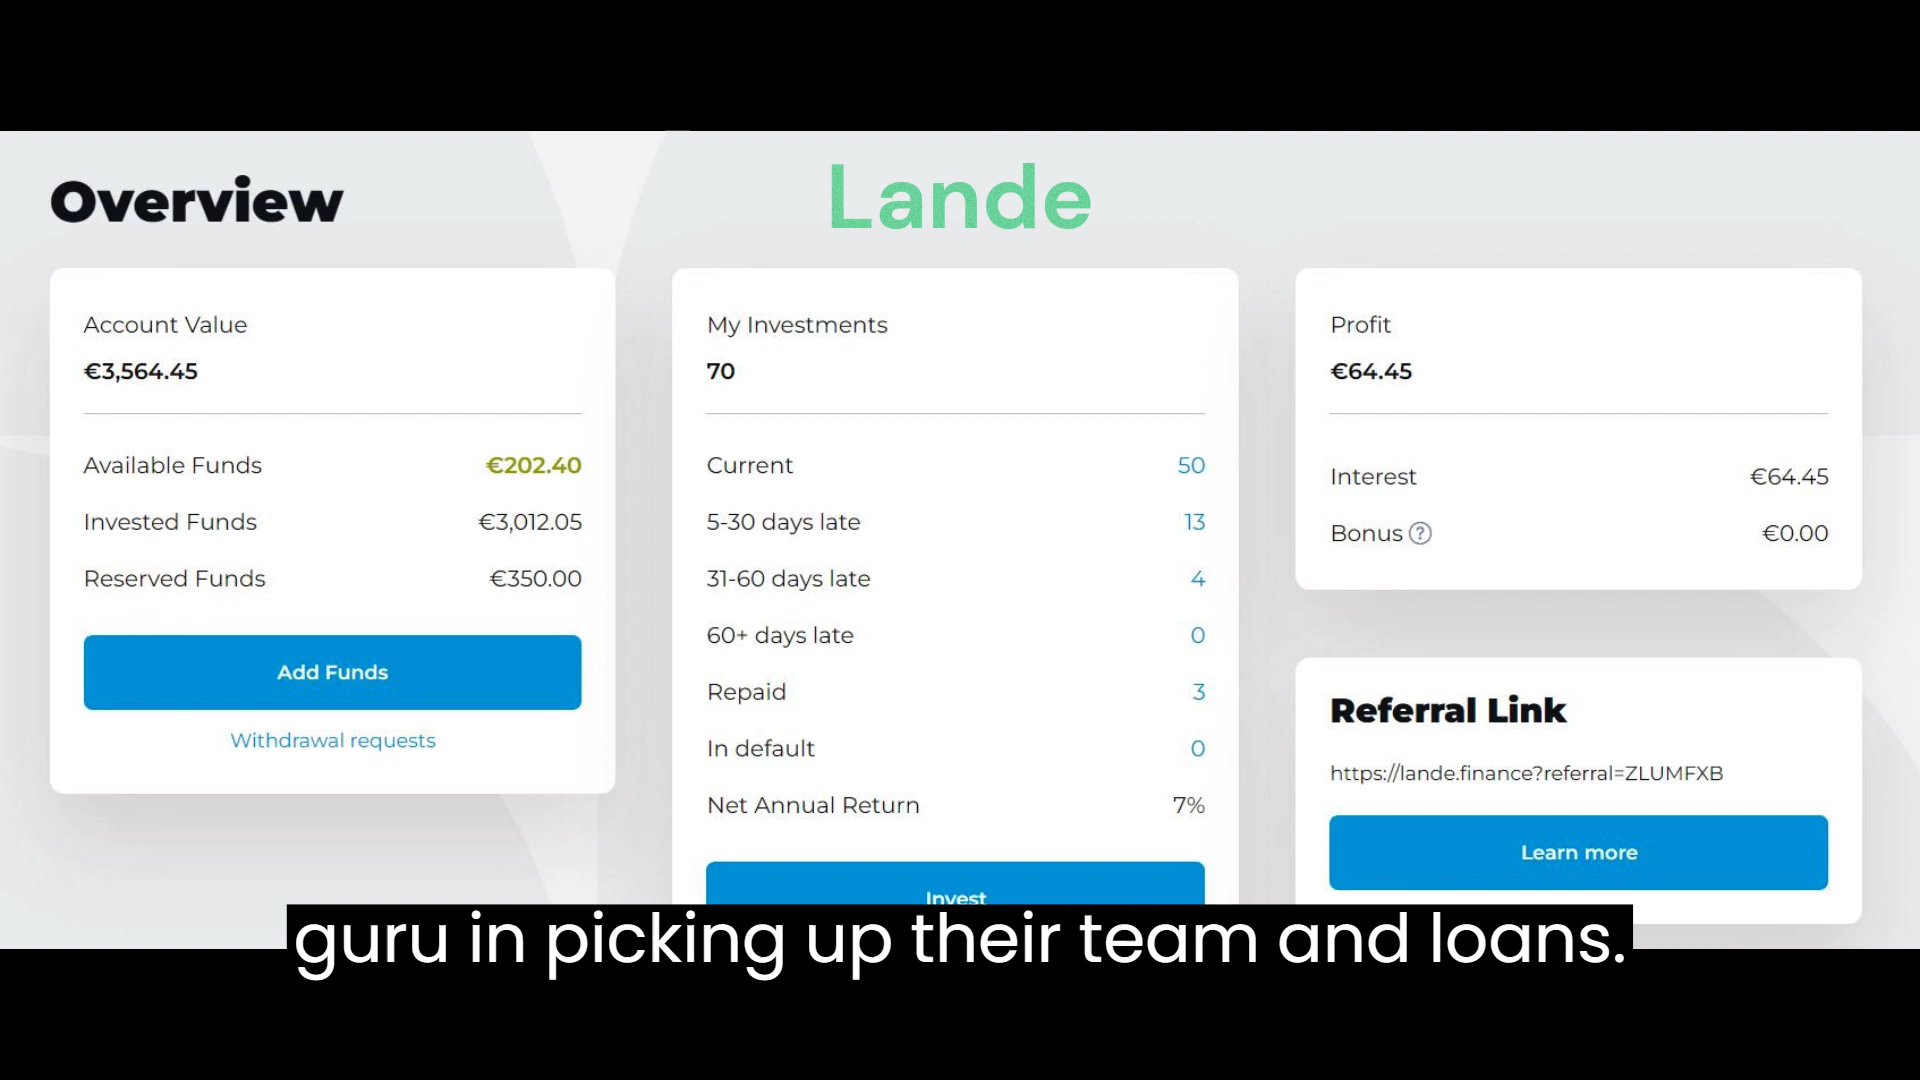 Overview
Lande
Account Value
€3,564.45
Available Funds €202.40
Invested Funds €3,012.05
Reserved Funds €350.00
Add Funds
Withdrawal requests
My Investments
70
Current 50
5-30 days late 13
31-60 days late 4
60+ days late 0
Repaid 3
In default 0
Net Annual Return 7%
Invest
Profit
€64.45
Interest €64.45
Bonus ? €0.00
Referral Link
https://lande.finance?referral=ZLUMFXB
Learn more
guru in picking up their team and loans.